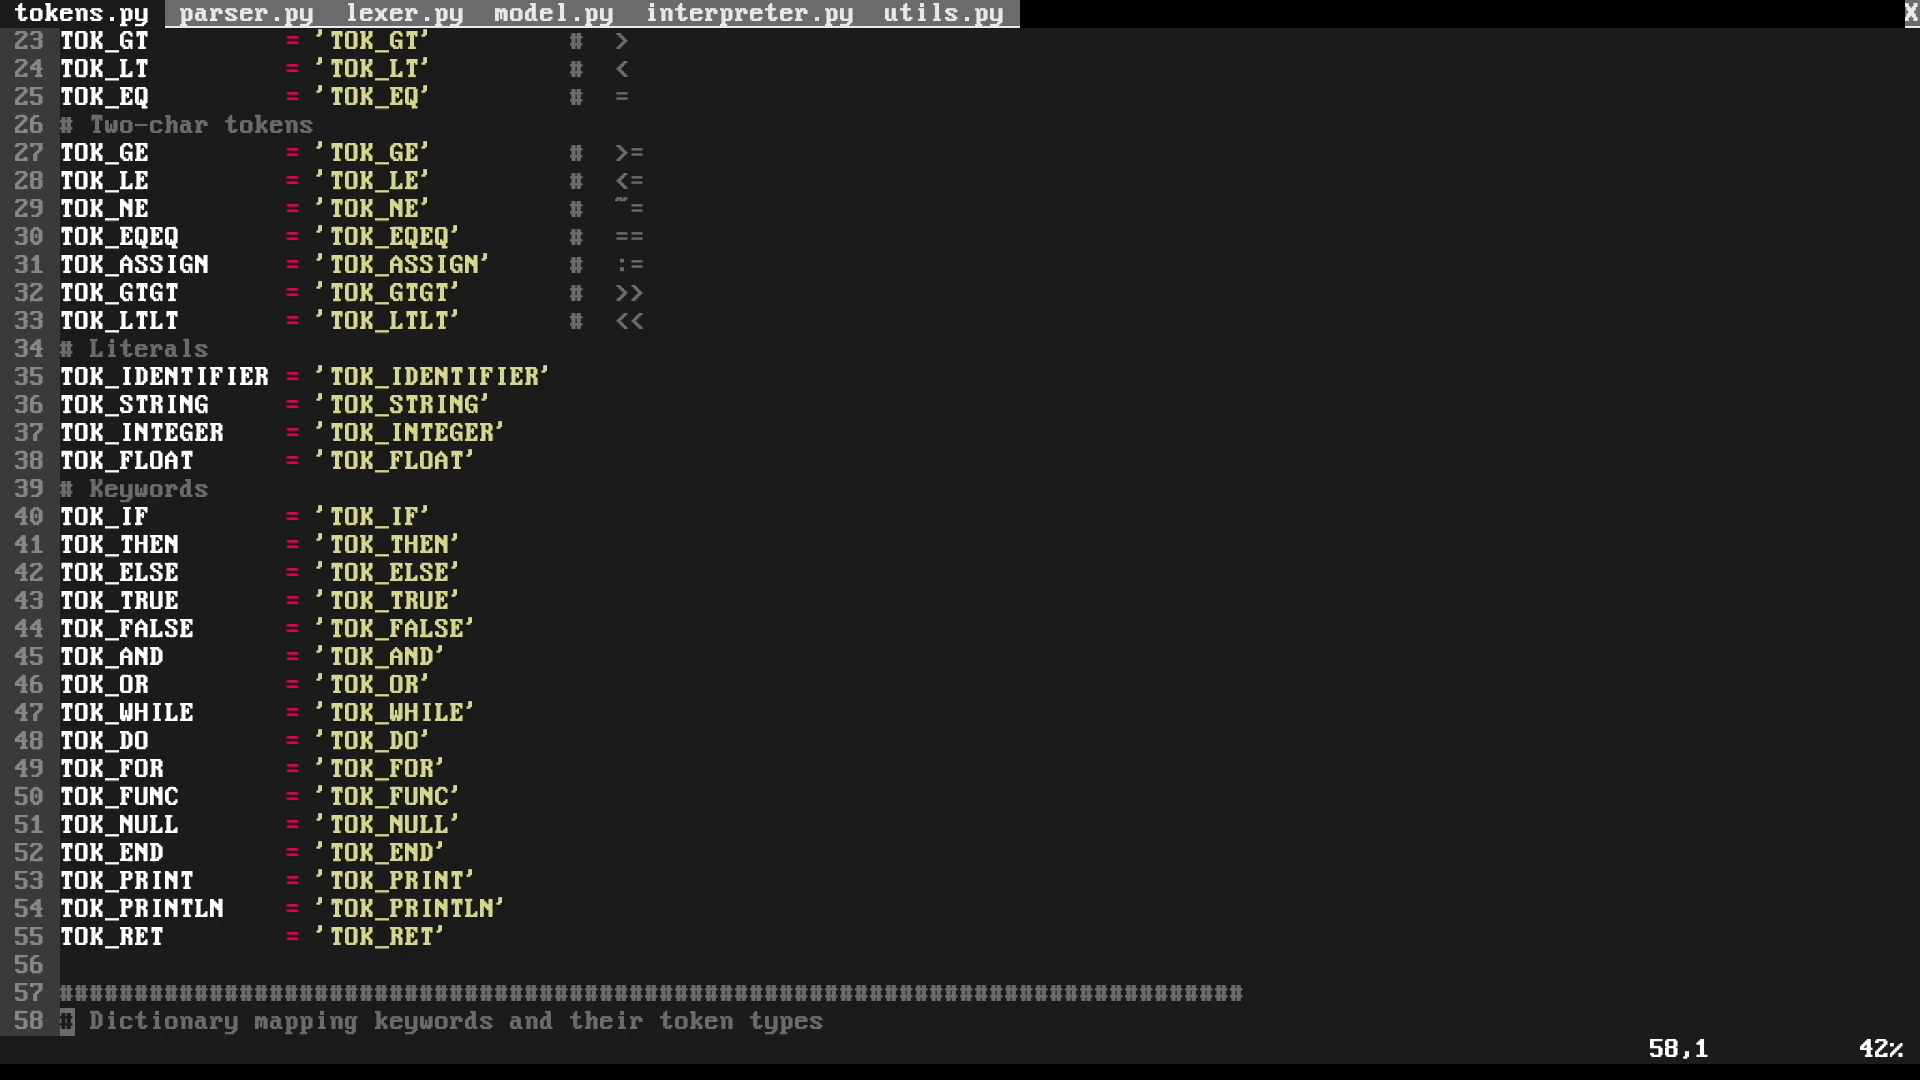 tokens.py parser.py lexer.py model.py interpreter.py utils.py X
23 TOK_GT = 'TOK_GT' # >
24 TOK_LT = 'TOK_LT' # <
25 TOK_EQ = 'TOK_EQ' # =
26 # Two-char tokens
27 TOK_GE = 'TOK_GE' # >=
28 TOK_LE = 'TOK_LE' # <=
29 TOK_NE = 'TOK_NE' # ~=
30 TOK_EQEQ = 'TOK_EQEQ' # ==
31 TOK_ASSIGN = 'TOK_ASSIGN' # :=
32 TOK_GTGT = 'TOK_GTGT' # >>
33 TOK_LTLT = 'TOK_LTLT' # <<
34 # Literals
35 TOK_IDENTIFIER = 'TOK_IDENTIFIER'
36 TOK_STRING = 'TOK_STRING'
37 TOK_INTEGER = 'TOK_INTEGER'
38 TOK_FLOAT = 'TOK_FLOAT'
39 # Keywords
40 TOK_IF = 'TOK_IF'
41 TOK_THEN = 'TOK_THEN'
42 TOK_ELSE = 'TOK_ELSE'
43 TOK_TRUE = 'TOK_TRUE'
44 TOK_FALSE = 'TOK_FALSE'
45 TOK_AND = 'TOK_AND'
46 TOK_OR = 'TOK_OR'
47 TOK_WHILE = 'TOK_WHILE'
48 TOK_DO = 'TOK_DO'
49 TOK_FOR = 'TOK_FOR'
50 TOK_FUNC = 'TOK_FUNC'
51 TOK_NULL = 'TOK_NULL'
52 TOK_END = 'TOK_END'
53 TOK_PRINT = 'TOK_PRINT'
54 TOK_PRINTLN = 'TOK_PRINTLN'
55 TOK_RET = 'TOK_RET'
56
57 ###############################################################################
58 # Dictionary mapping keywords and their token types
58,1 42%